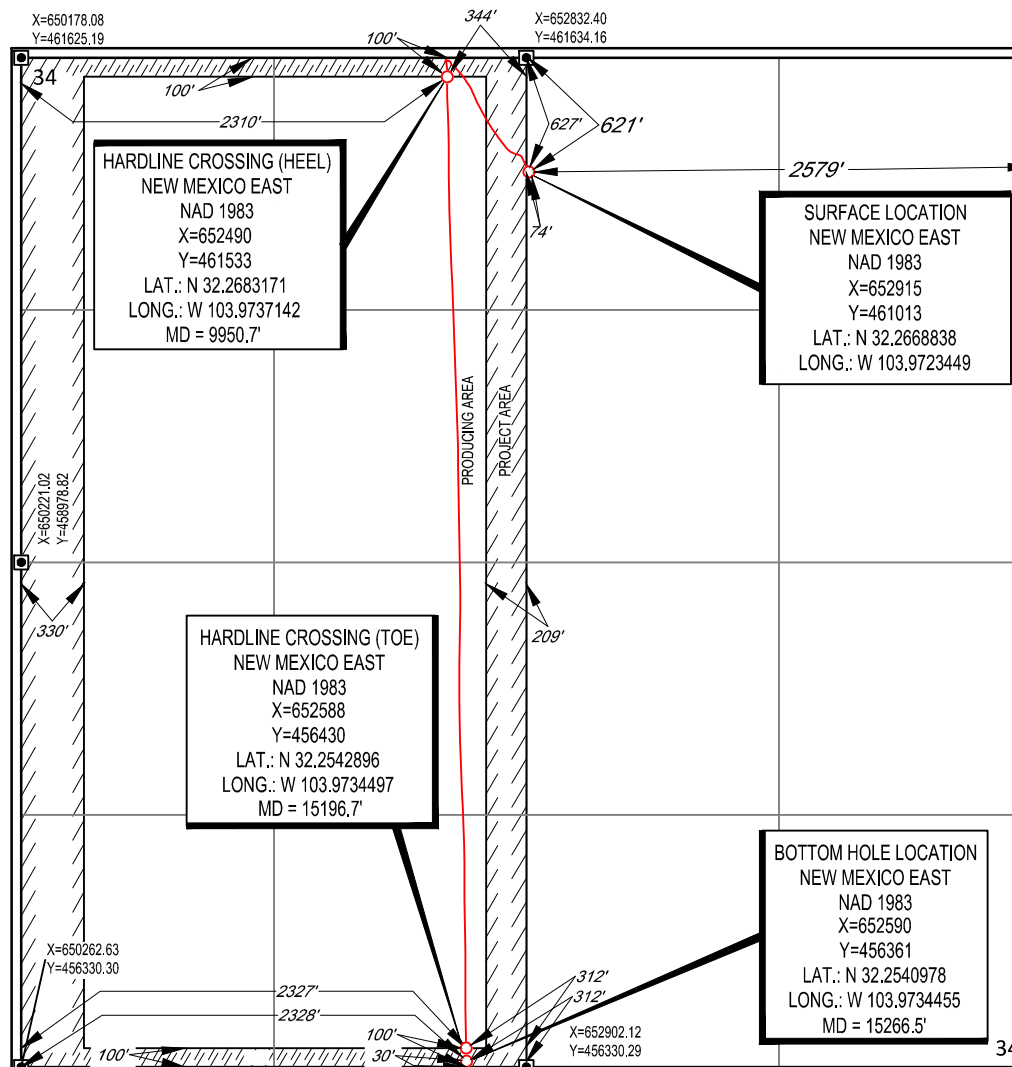 X=650178.08
Y=461625.19
344'
X=652832.40
Y=461634.16
100'
34
100'
2310'
627'
621'
2579'
74'
HARDLINE CROSSING (HEEL)
NEW MEXICO EAST
NAD 1983
X=652490
Y=461533
LAT.: N 32.2683171
LONG.: W 103.9737142
MD = 9950.7'
SURFACE LOCATION
NEW MEXICO EAST
NAD 1983
X=652915
Y=461013
LAT.: N 32.2668838
LONG.: W 103.9723449
PRODUCING AREA
PROJECT AREA
X=650221.02
Y=458978.82
330'
209'
HARDLINE CROSSING (TOE)
NEW MEXICO EAST
NAD 1983
X=652588
Y=456430
LAT.: N 32.2542896
LONG.: W 103.9734497
MD = 15196.7'
BOTTOM HOLE LOCATION
NEW MEXICO EAST
NAD 1983
X=652590
Y=456361
LAT.: N 32.2540978
LONG.: W 103.9734455
MD = 15266.5'
X=650262.63
Y=456330.30
2327'
2328'
312'
312'
100'
30'
100'
X=652902.12
Y=456330.29
34